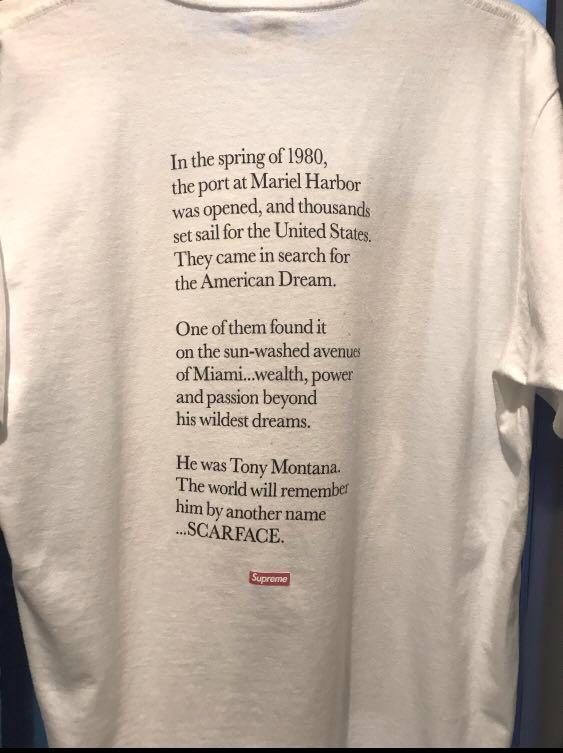 In the spring of 1980,
the port at Mariel Harbor
was opened, and thousands
set sail for the United States.
They came in search for
the American Dream.
One of them found it
on the sun-washed avenues
of Miami...wealth, power
and passion beyond
his wildest dreams.
He was Tony Montana.
The world will remember
him by another name
...SCARFACE.
Supreme